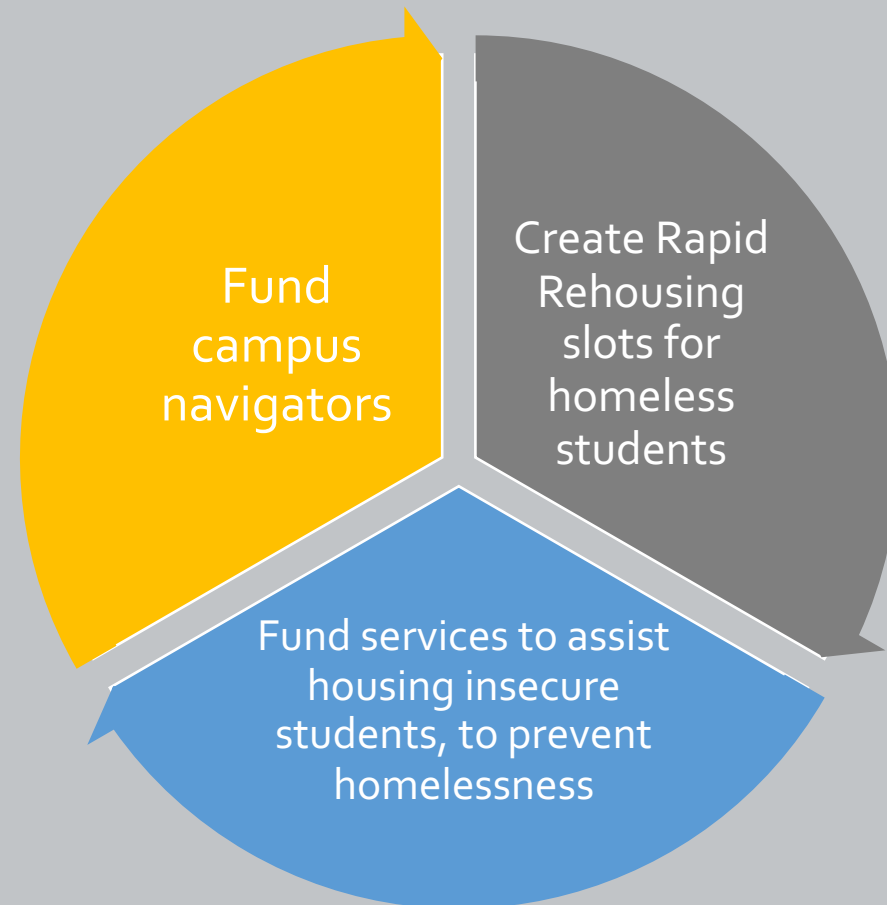 Fund
campus
navigators
Create Rapid
Rehousing
slots for
homeless
students
Fund services to assist
housing insecure
students, to prevent
homelessness